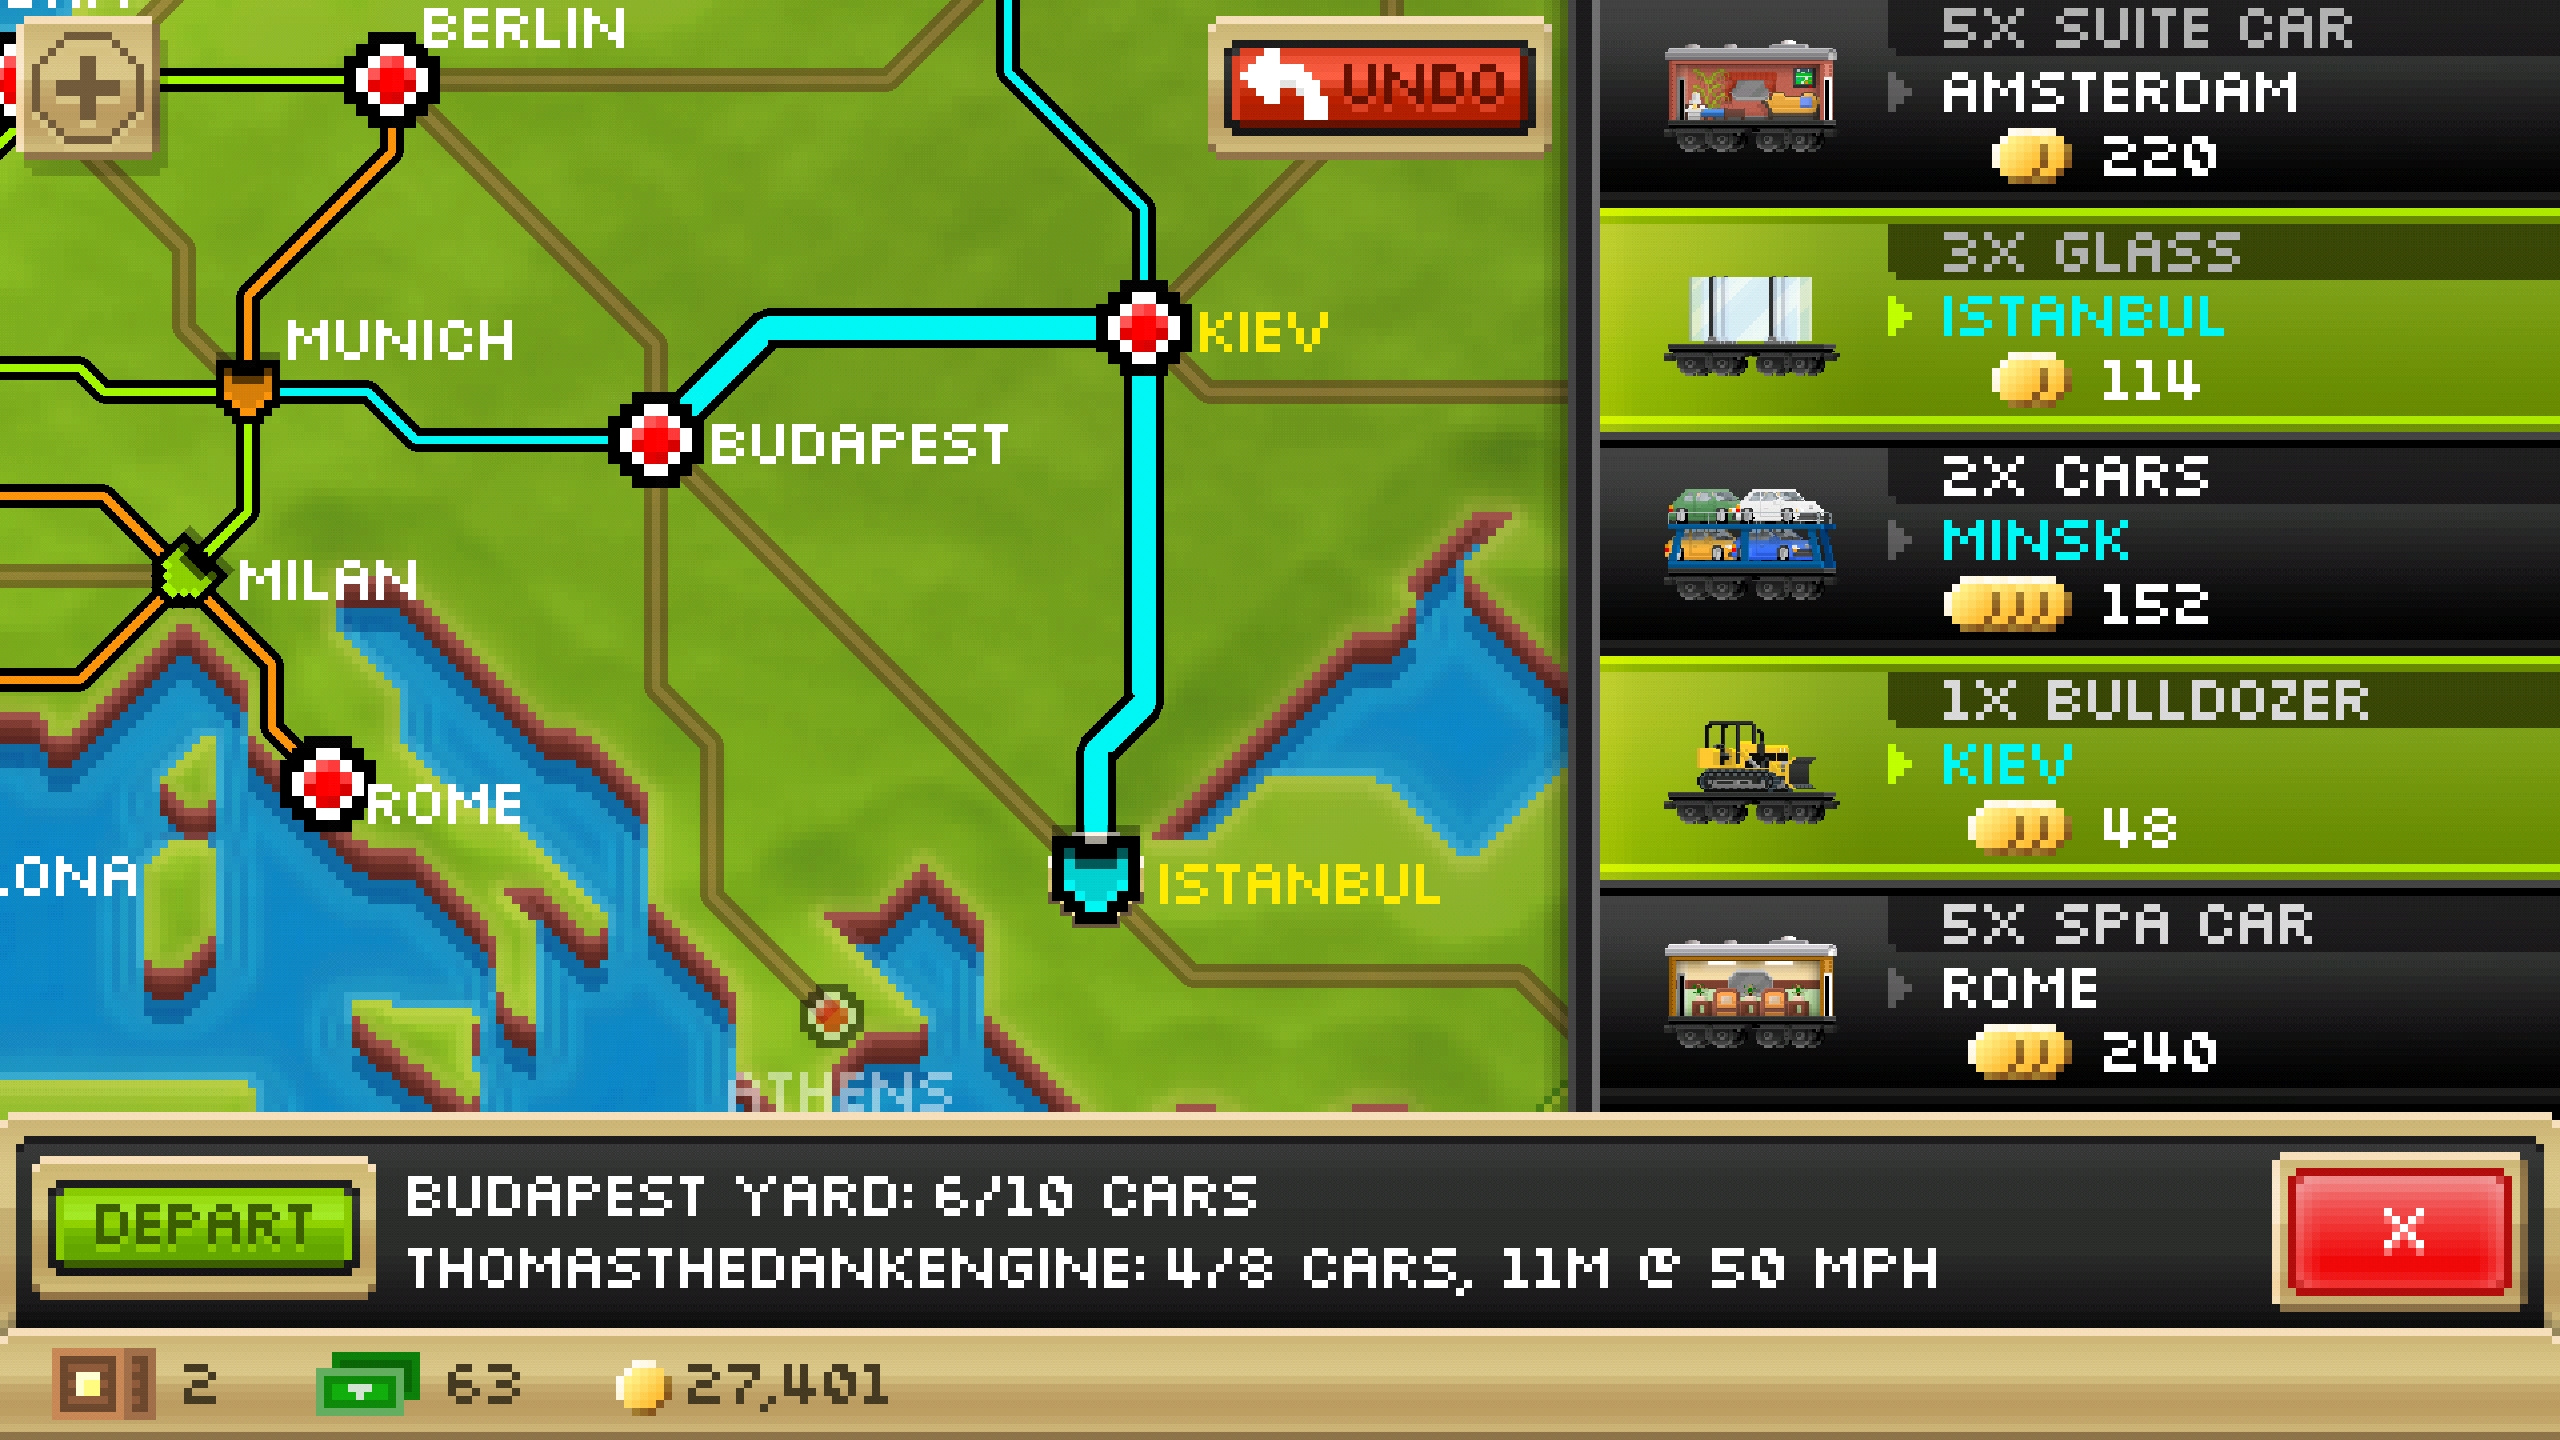 BERLIN
UNDO
MUNICH
KIEV
BUDAPEST
MILAN
ROME
LONA
ISTANBUL
ATHENS
5X SUITE CAR
AMSTERDAM
220
3X GLASS
ISTANBUL
114
2X CARS
MINSK
152
1X BULLDOZER
KIEV
48
5X SPA CAR
ROME
240
DEPART
BUDAPEST YARD: 6/10 CARS
THOMASTHEDANKENGINE: 4/8 CARS, 11M @ 50 MPH
X
2
63
27,401